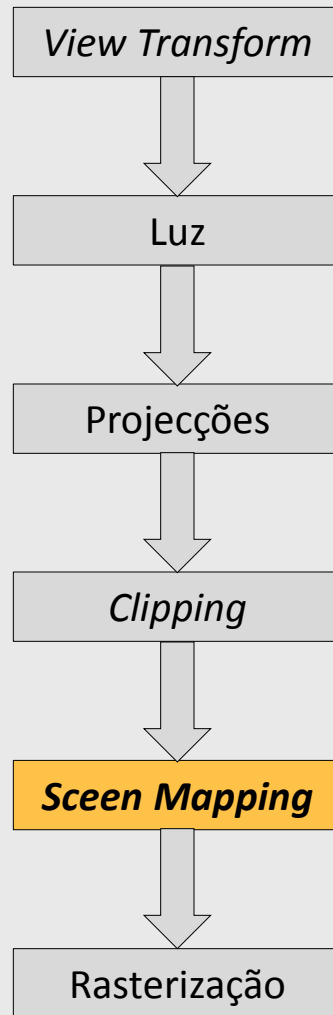 View Transform
Luz
Projecções
Clipping
Sceen Mapping
Rasterização